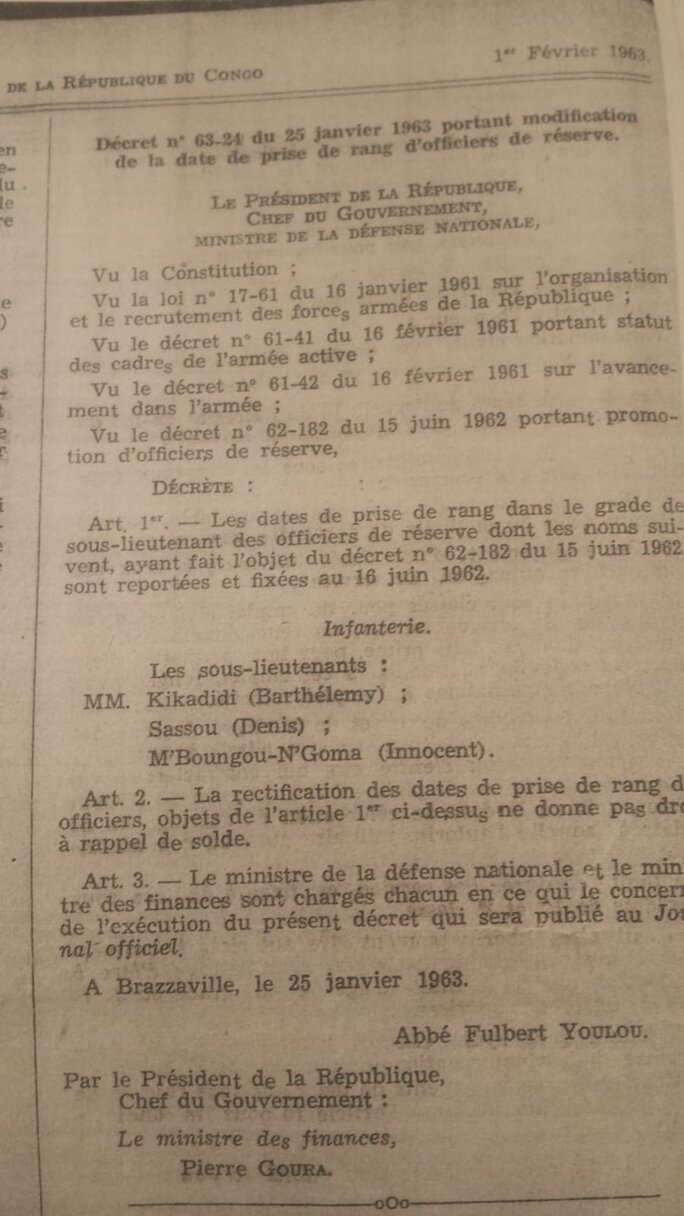 DE LA RÉPUBLIQUE DU CONGO
1er Février 1963.
Décret n° 63-24 du 25 janvier 1963 portant modification
de la date de prise de rang d'officiers de réserve.
LE PRÉSIDENT DE LA RÉPUBLIQUE,
CHEF DU GOUVERNEMENT,
MINISTRE DE LA DÉFENSE NATIONALE,
Vu la Constitution ;
Vu la loi n° 17-61 du 16 janvier 1961 sur l'organisation
et le recrutement des forces armées de la République ;
Vu le décret n° 61-41 du 16 février 1961 portant statut
des cadres de l'armée active ;
Vu le décret n° 61-42 du 16 février 1961 sur l'avance-
ment dans l'armée ;
Vu le décret n° 62-182 du 15 juin 1962 portant promo-
tion d'officiers de réserve,
DÉCRÈTE :
Art. 1er. — Les dates de prise de rang dans le grade de
sous-lieutenant des officiers de réserve dont les noms sui-
vent, ayant fait l'objet du décret n° 62-182 du 15 juin 1962
sont reportées et fixées au 16 juin 1962.
Infanterie.
Les sous-lieutenants :
MM. Kikadidi (Barthélemy) ;
Sassou (Denis) ;
M'Boungou-N'Goma (Innocent).
Art. 2. — La rectification des dates de prise de rang d
officiers, objets de l'article 1er ci-dessus ne donne pas dro
à rappel de solde.
Art. 3. — Le ministre de la défense nationale et le mini
tre des finances sont chargés chacun en ce qui le concern
de l'exécution du présent décret qui sera publié au Jou
nal officiel.
A Brazzaville, le 25 janvier 1963.
Abbé Fulbert YOULOU.
Par le Président de la République,
Chef du Gouvernement :
Le ministre des finances,
Pierre GOURA.
oOo